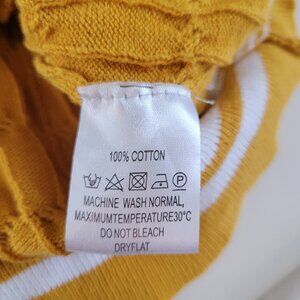 100% COTTON
MACHINE WASH NORMAL,
MAXIMUMTEMPERATURE30°C
DO NOT BLEACH
DRYFLAT